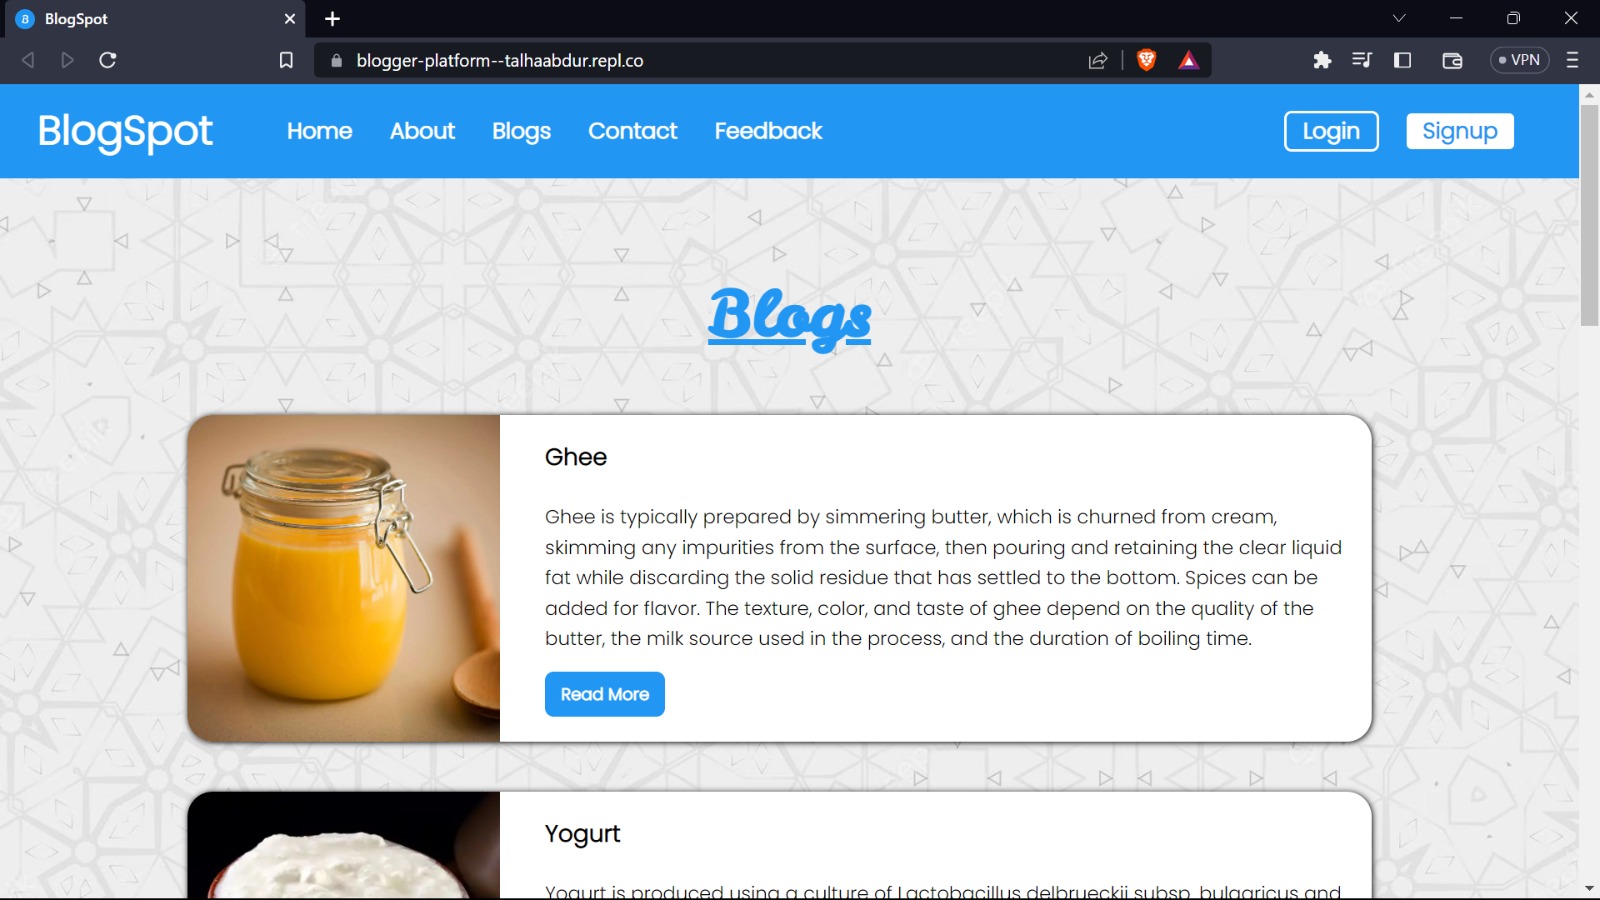 BlogSpot
blogger-platform--talhaabdur.repl.co
VPN
BlogSpot
Home
About
Blogs
Contact
Feedback
Login
Signup
Blogs
Ghee
Ghee is typically prepared by simmering butter, which is churned from cream,
skimming any impurities from the surface, then pouring and retaining the clear liquid
fat while discarding the solid residue that has settled to the bottom. Spices can be
added for flavor. The texture, color, and taste of ghee depend on the quality of the
butter, the milk source used in the process, and the duration of boiling time.
Read More
Yogurt
Yogurt is produced using a culture of Lactobacillus delbrueckii subsp. bulgaricus and